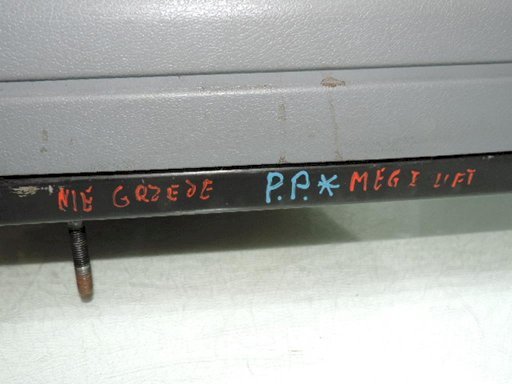 NIE GRZEJE P.P.* MEG I LIFT